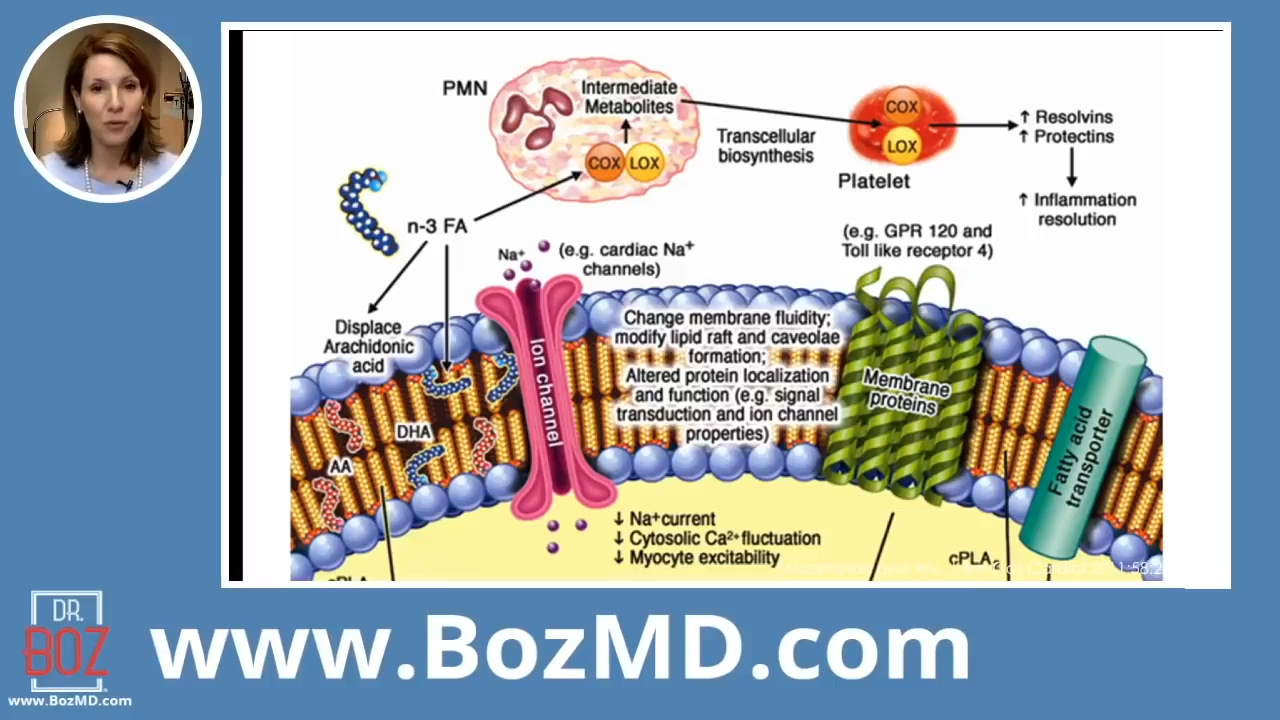 PMN
Intermediate
Metabolites
COX
LOX
Transcellular
biosynthesis
COX
LOX
Platelet
↑ Resolvins
↑ Protectins
↑ Inflammation
resolution
n-3 FA
Na+
(e.g. cardiac Na+
channels)
(e.g. GPR 120 and
Toll like receptor 4)
Displace
Arachidonic
acid
Change membrane fluidity;
modify lipid raft and caveolae
formation;
Altered protein localization
and function (e.g. signal
transduction and ion channel
properties)
Ion channel
Membrane
proteins
Fatty acid
transporter
DHA
AA
↓ Na+current
↓ Cytosolic Ca2+fluctuation
↓ Myocyte excitability
cPLA2
cPLA
DR.
BOZ
www.BozMD.com
www.BozMD.com